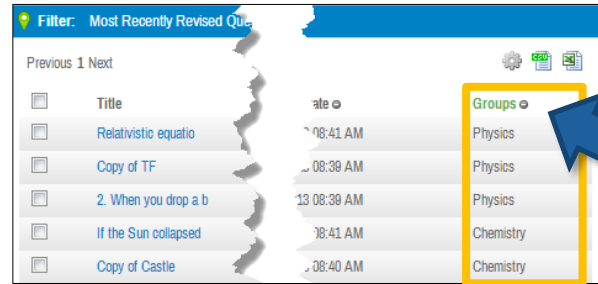 Filter: Most Recently Revised Que
Previous 1 Next
Title ate Groups
Relativistic equatio 08:41 AM Physics
Copy of TF 08:39 AM Physics
2. When you drop a b 13 08:39 AM Physics
If the Sun collapsed 08:41 AM Chemistry
Copy of Castle 08:40 AM Chemistry